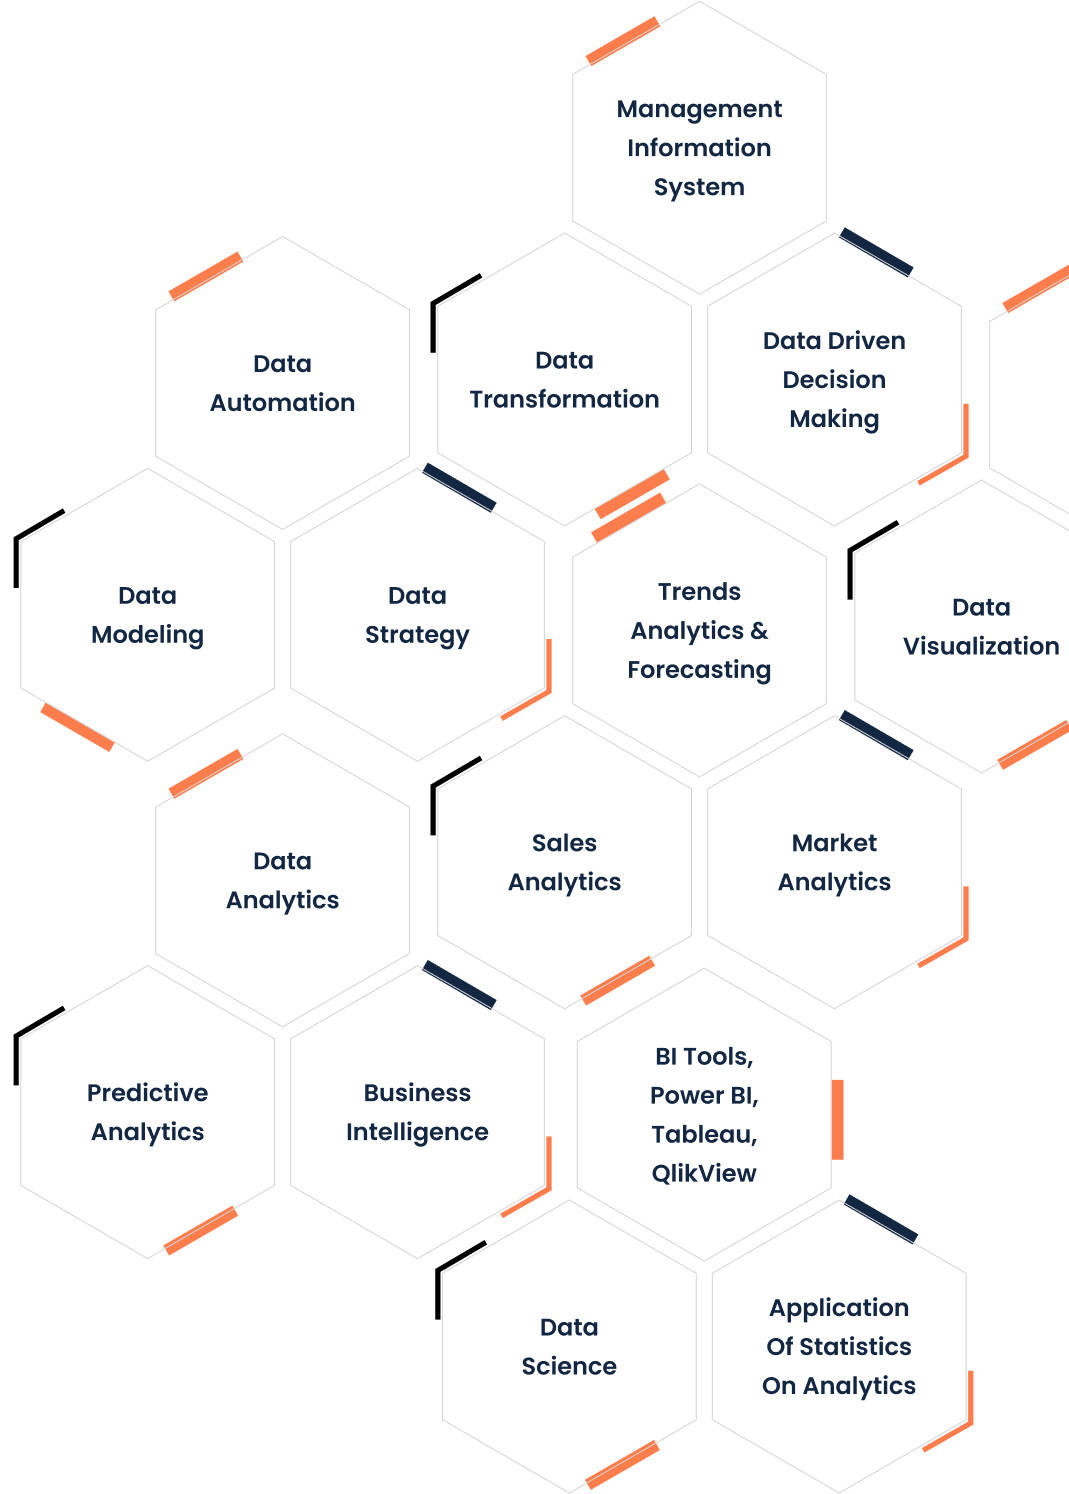 Management
Information
System
Data
Automation
Data
Transformation
Data Driven
Decision
Making
Data
Modeling
Data
Strategy
Trends
Analytics &
Forecasting
Data
Visualization
Data
Analytics
Sales
Analytics
Market
Analytics
Predictive
Analytics
Business
Intelligence
BI Tools,
Power BI,
Tableau,
QlikView
Data
Science
Application
Of Statistics
On Analytics